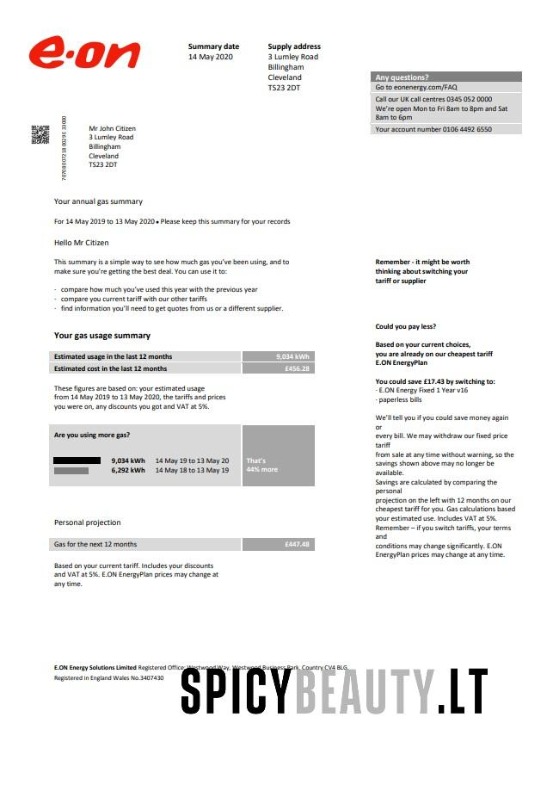 e·on
Summary date
14 May 2020
Supply address
3 Lumley Road
Billingham
Cleveland
TS23 2DT
Any questions?
Go to eonenergy.com/FAQ
Call our UK call centres 0345 052 0000
We're open Mon to Fri 8am to 8pm and Sat
8am to 6pm
Your account number 0106 4492 6550
Mr John Citizen
3 Lumley Road
Billingham
Cleveland
TS23 2DT
Your annual gas summary
For 14 May 2019 to 13 May 2020 • Please keep this summary for your records
Hello Mr Citizen
This summary is a simple way to see how much gas you've been using, and to
make sure you're getting the best deal. You can use it to:
· compare how much you've used this year with the previous year
· compare you current tariff with our other tariffs
· find information you'll need to get quotes from us or a different supplier.
Your gas usage summary
Estimated usage in the last 12 months 9,034 kWh
Estimated cost in the last 12 months £456.28
These figures are based on: your estimated usage
from 14 May 2019 to 13 May 2020, the tariffs and prices
you were on, any discounts you got and VAT at 5%.
Are you using more gas?
9,034 kWh 14 May 19 to 13 May 20
6,292 kWh 14 May 18 to 13 May 19
That's
44% more
Personal projection
Gas for the next 12 months £447.48
Based on your current tariff. Includes your discounts
and VAT at 5%. E.ON EnergyPlan prices may change at
any time.
Remember - it might be worth
thinking about switching your
tariff or supplier
Could you pay less?
Based on your current choices,
you are already on our cheapest tariff
E.ON EnergyPlan
You could save £17.43 by switching to:
· E.ON Energy Fixed 1 Year v16
· paperless bills
We'll tell you if you could save money again
or
every bill. We may withdraw our fixed price
tariff
from sale at any time without warning, so the
savings shown above may no longer be
available.
Savings are calculated by comparing the
personal
projection on the left with 12 months on our
cheapest tariff for you. Gas calculations based
your estimated use. Includes VAT at 5%.
Remember – if you switch tariffs, your terms
and
conditions may change significantly. E.ON
EnergyPlan prices may change at any time.
E.ON Energy Solutions Limited Registered Office: Westwood Way, Westwood Business Park, Country CV4 8LG.
Registered in England Wales No.3407430
SPICYBEAUTY.LT